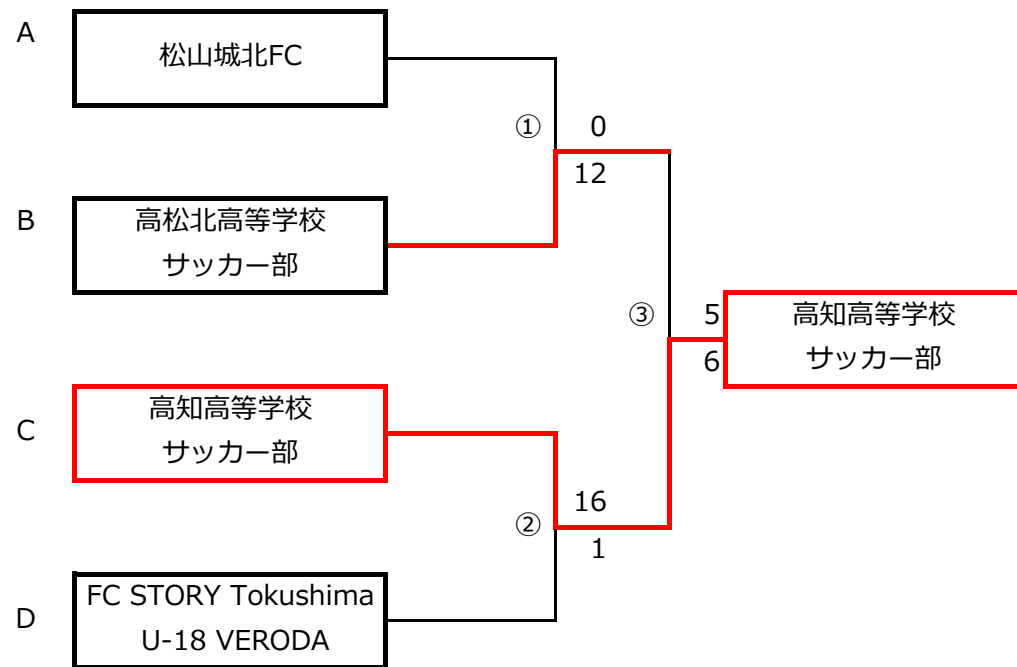 A
松山城北FC
① 0
12
B
高松北高等学校
サッカー部
③ 5
6
高知高等学校
サッカー部
C
高知高等学校
サッカー部
② 16
1
D
FC STORY Tokushima
U-18 VERODA